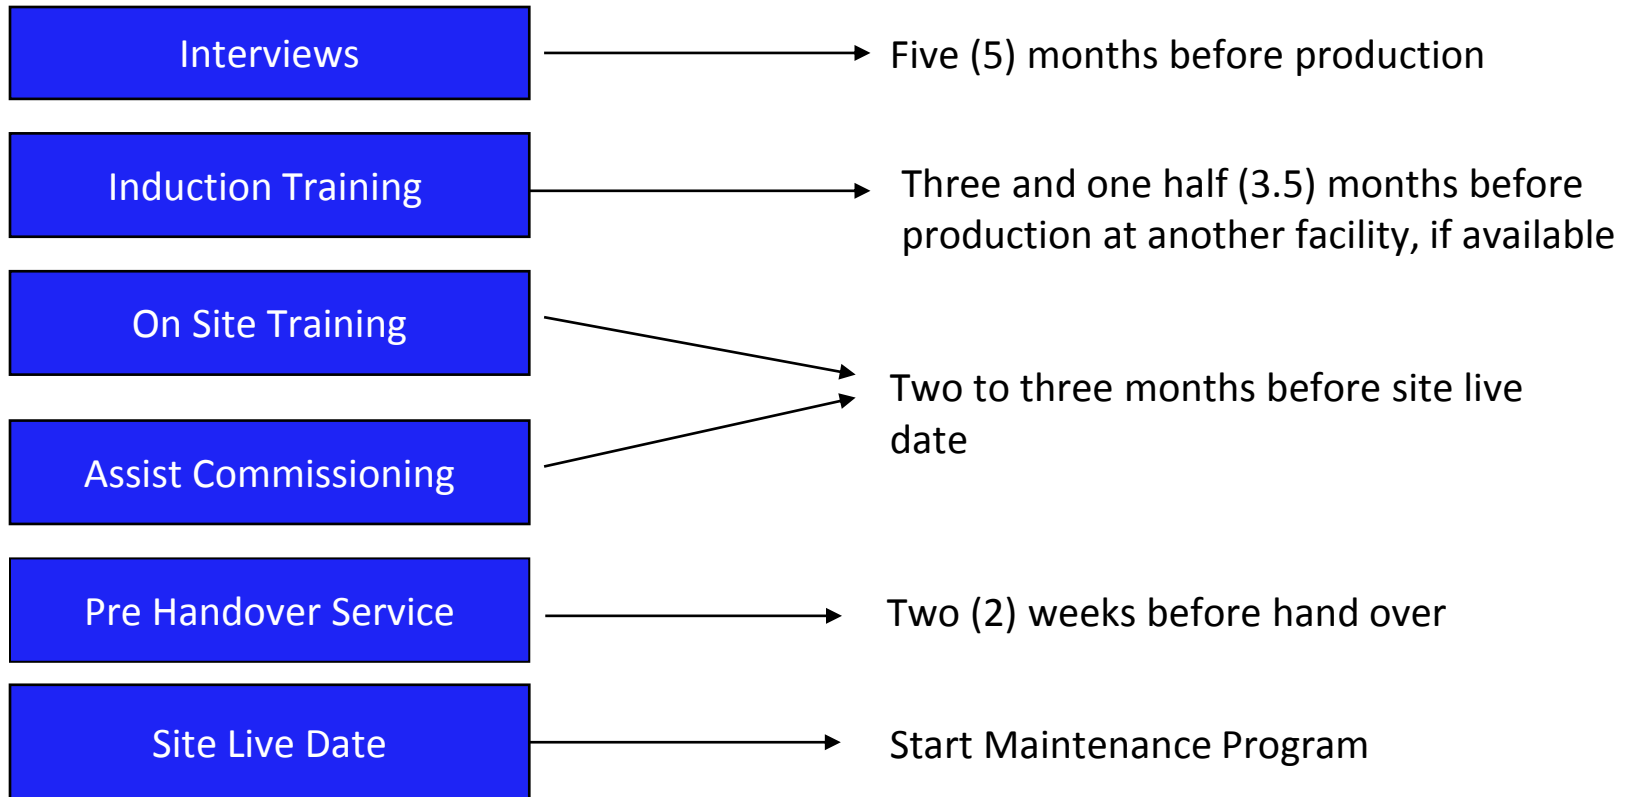 Interviews
Five (5) months before production
Induction Training
Three and one half (3.5) months before
production at another facility, if available
On Site Training
Two to three months before site live
date
Assist Commissioning
Pre Handover Service
Two (2) weeks before hand over
Site Live Date
Start Maintenance Program